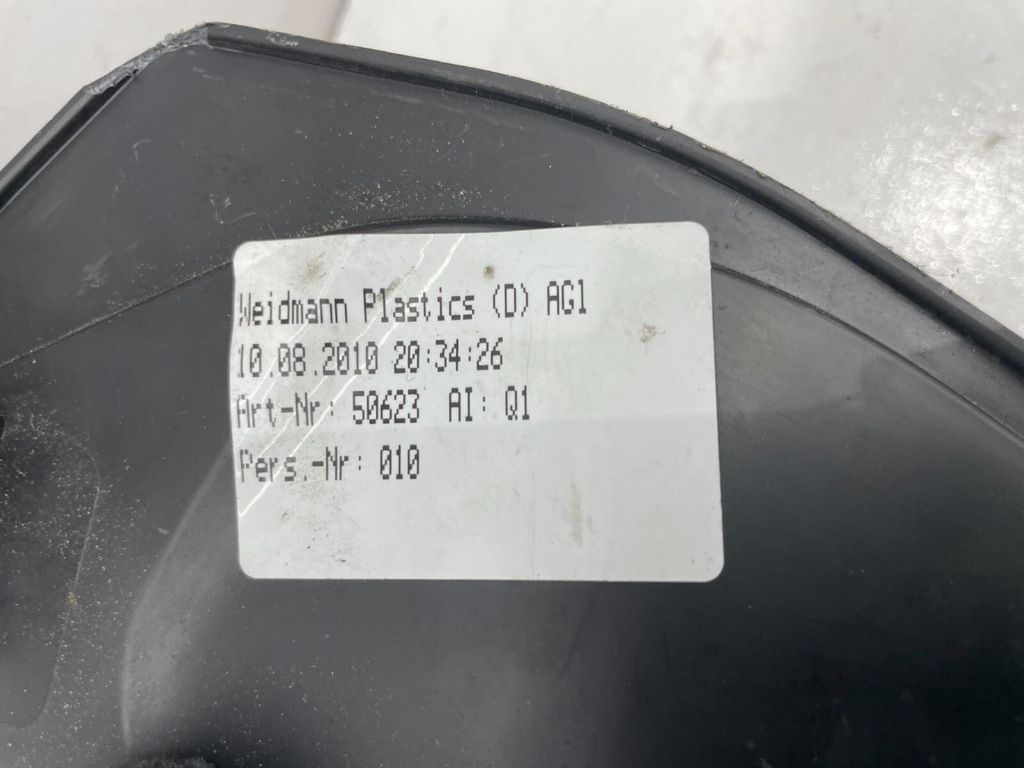 Weidmann Plastics (D) AG1
10.08.2010 20:34:26
Art-Nr: 50623 AI: Q1
Pers.-Nr: 010